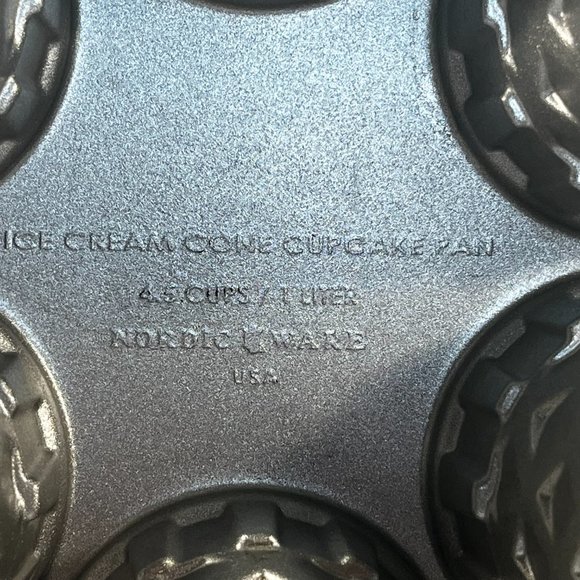 ICE CREAM CONE CUPCAKE PAN
4.5 CUPS / 1 LITER
NORDIC WARE
USA